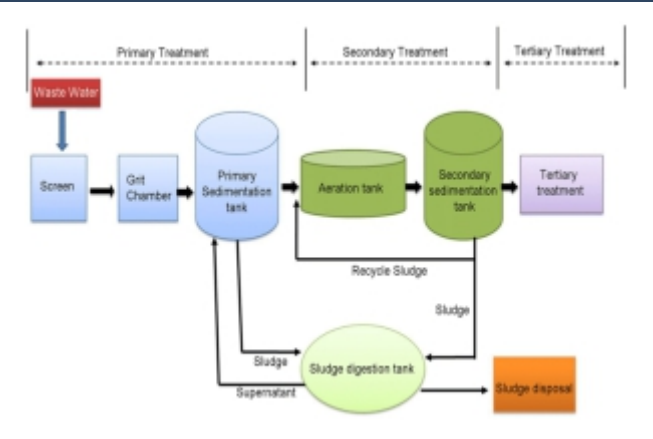 Primary Treatment
Secondary Treatment
Tertiary Treatment
Waste Water
Screen
Grit
Chamber
Primary
Sedimentation
tank
Aeration tank
Secondary
sedimentation
tank
Tertiary
treatment
Recycle Sludge
Sludge
Sludge
Supernatant
Sludge digestion tank
Sludge disposal